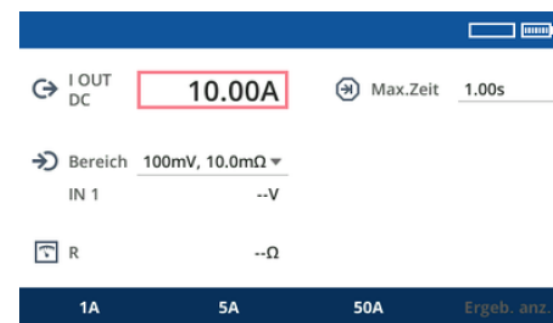 I OUT
DC
10.00A
Max.Zeit 1.00s
Bereich 100mV, 10.0mΩ
IN 1 --V
R --Ω
1A 5A 50A Ergeb. anz.